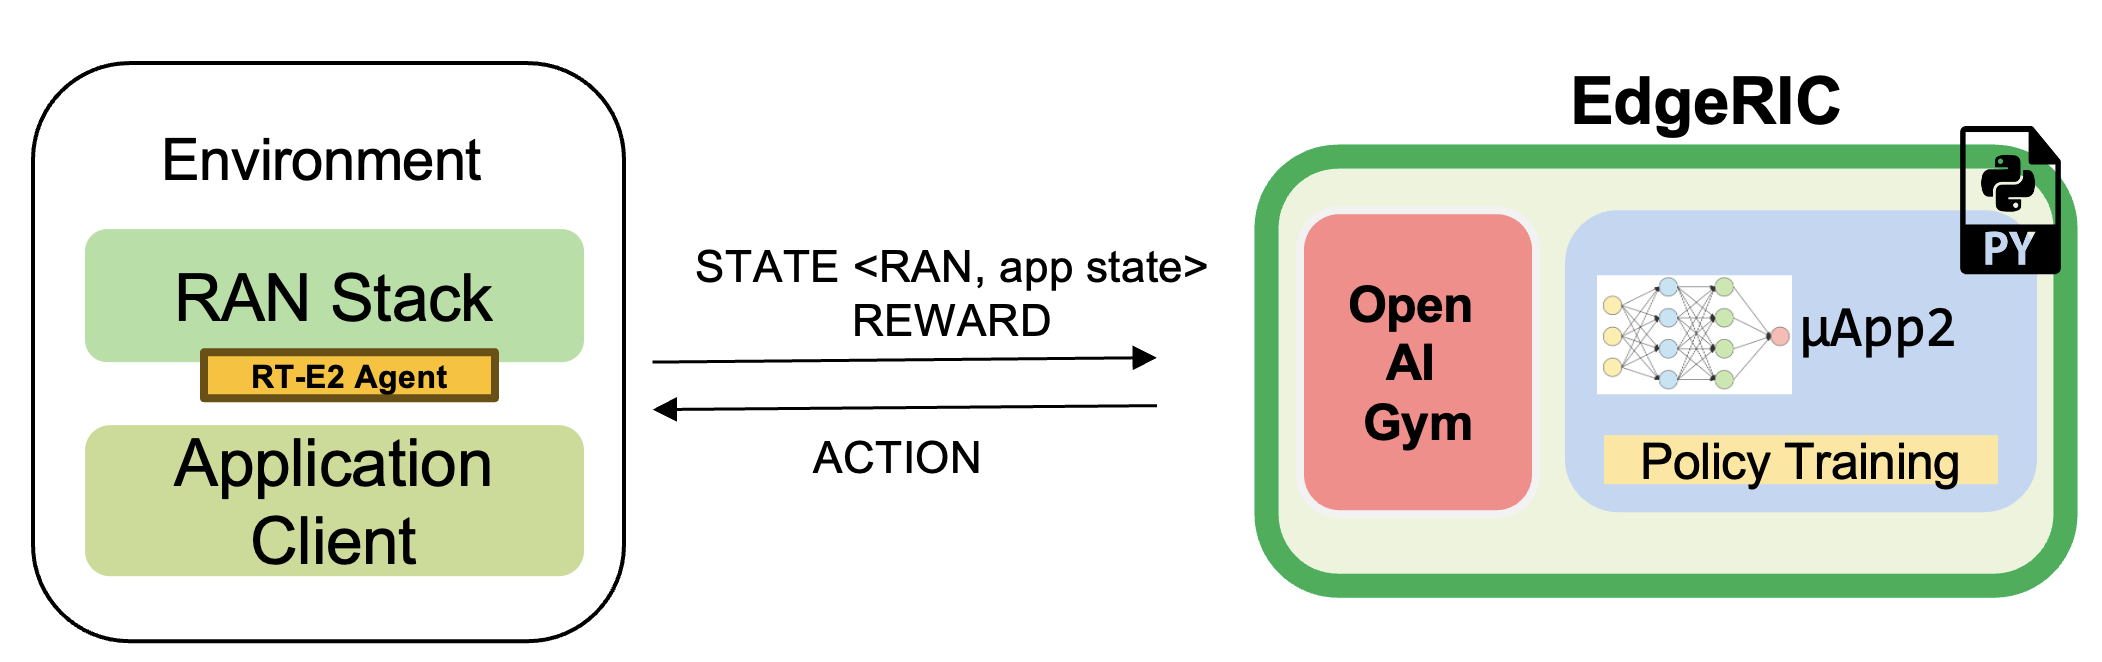 Environment
RAN Stack
RT-E2 Agent
Application
Client
STATE <RAN, app state>
REWARD
ACTION
EdgeRIC
Open
AI
Gym
PY
µApp2
Policy Training